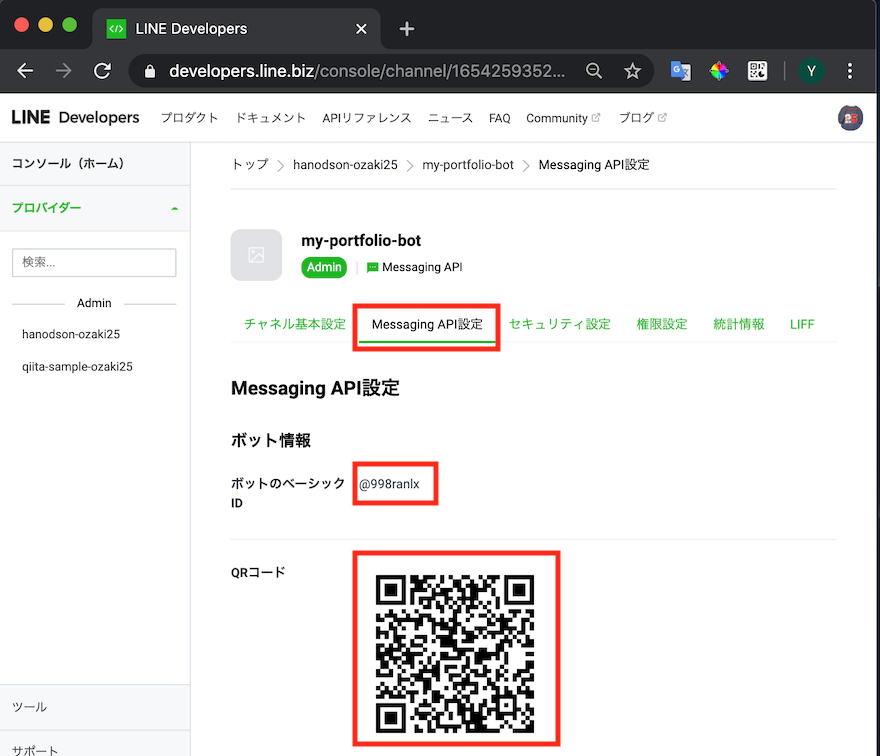 LINE Developers
developers.line.biz/console/channel/1654259352...
Y
LINE Developers プロダクト ドキュメント APIリファレンス ニュース FAQ Community ブログ
コンソール（ホーム）
プロバイダー
検索...
Admin
hanodson-ozaki25
qiita-sample-ozaki25
ツール
サポート
トップ > hanodson-ozaki25 > my-portfolio-bot > Messaging API設定
my-portfolio-bot
Admin | Messaging API
チャネル基本設定 Messaging API設定 セキュリティ設定 権限設定 統計情報 LIFF
Messaging API設定
ボット情報
ボットのベーシック
ID
@998ranlx
QRコード